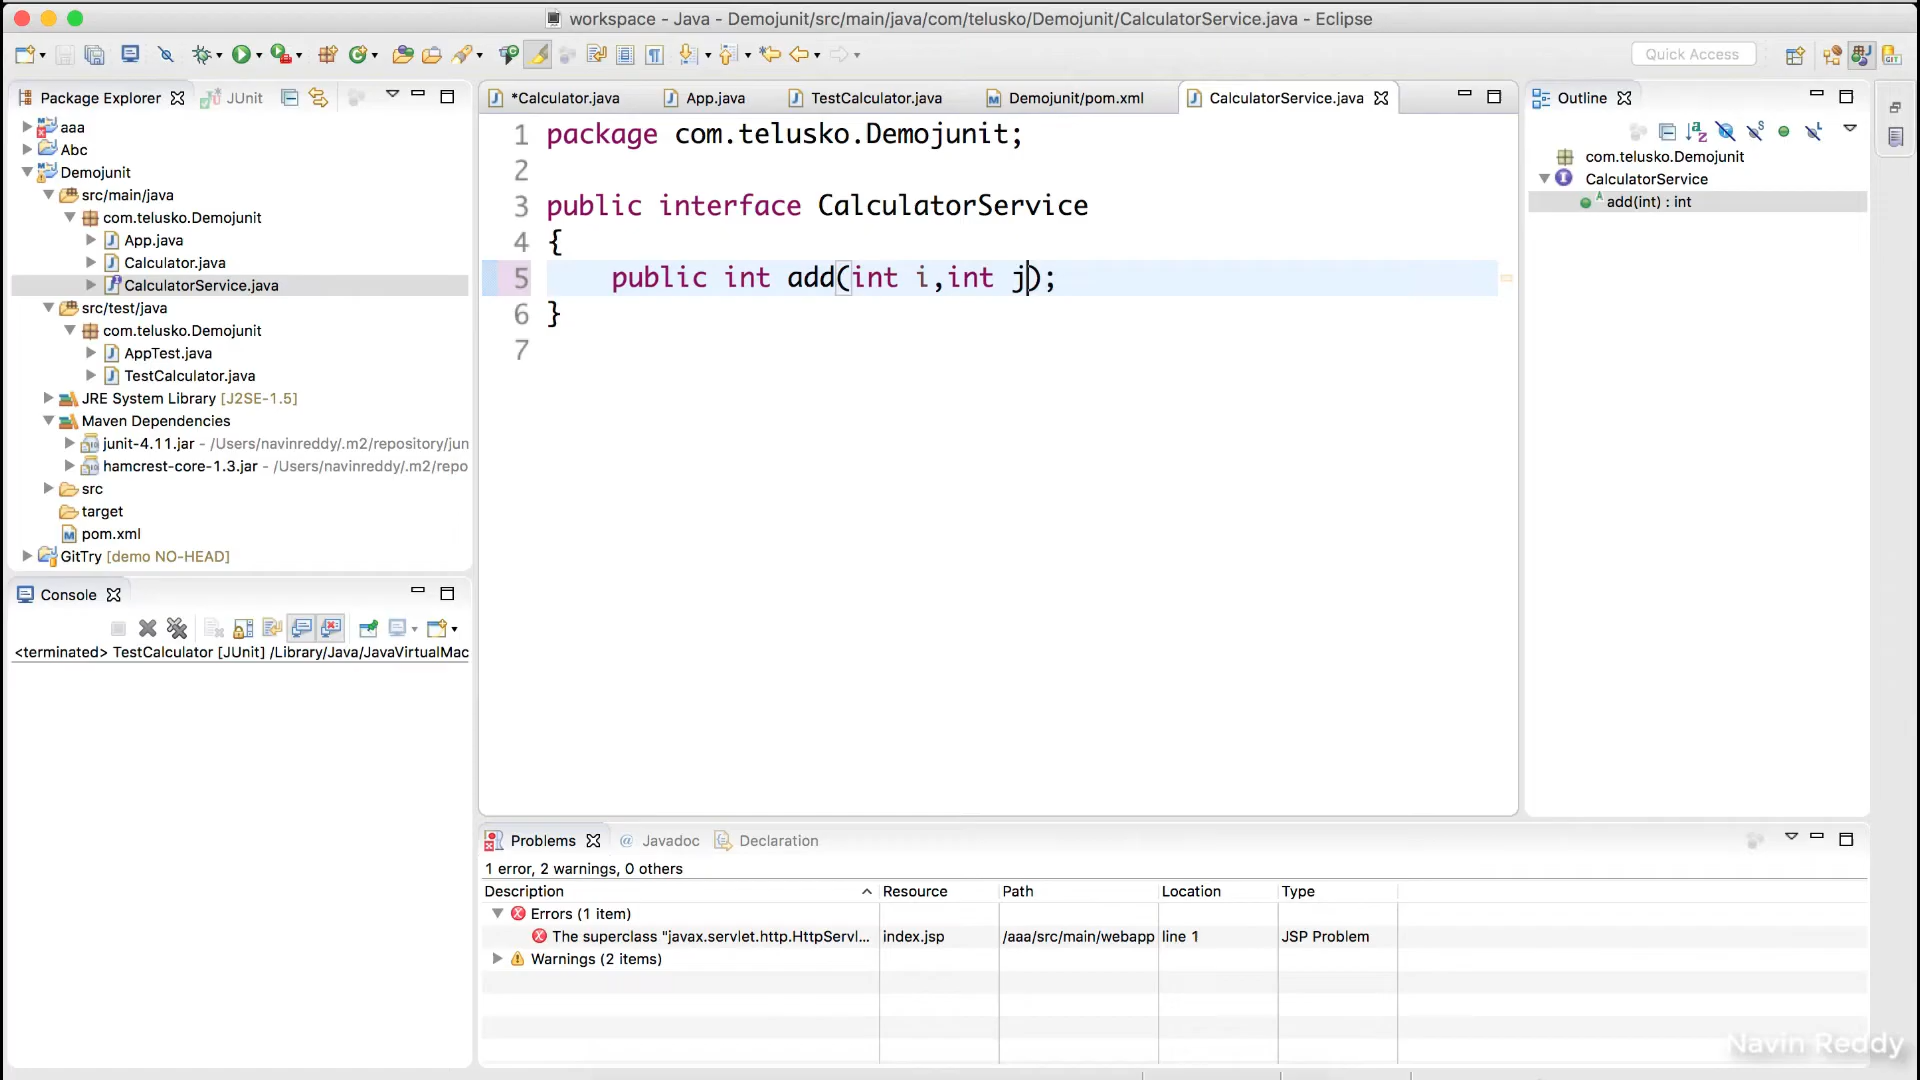 workspace - Java - Demojunit/src/main/java/com/telusko/Demojunit/CalculatorService.java - Eclipse
Quick Access
Package Explorer
JUnit
aaa
Abc
Demojunit
src/main/java
com.telusko.Demojunit
App.java
Calculator.java
CalculatorService.java
src/test/java
com.telusko.Demojunit
AppTest.java
TestCalculator.java
JRE System Library [J2SE-1.5]
Maven Dependencies
junit-4.11.jar - /Users/navinreddy/.m2/repository/jun
hamcrest-core-1.3.jar - /Users/navinreddy/.m2/repo
src
target
pom.xml
GitTry [demo NO-HEAD]
Console
<terminated> TestCalculator [JUnit] /Library/Java/JavaVirtualMac
*Calculator.java
App.java
TestCalculator.java
Demojunit/pom.xml
CalculatorService.java
1 package com.telusko.Demojunit;
2
3 public interface CalculatorService
4 {
5 public int add(int i,int j);
6 }
7
Outline
com.telusko.Demojunit
CalculatorService
add(int) : int
Problems
@ Javadoc
Declaration
1 error, 2 warnings, 0 others
Description Resource Path Location Type
Errors (1 item)
The superclass "javax.servlet.http.HttpServl... index.jsp /aaa/src/main/webapp line 1 JSP Problem
Warnings (2 items)
Navin Reddy